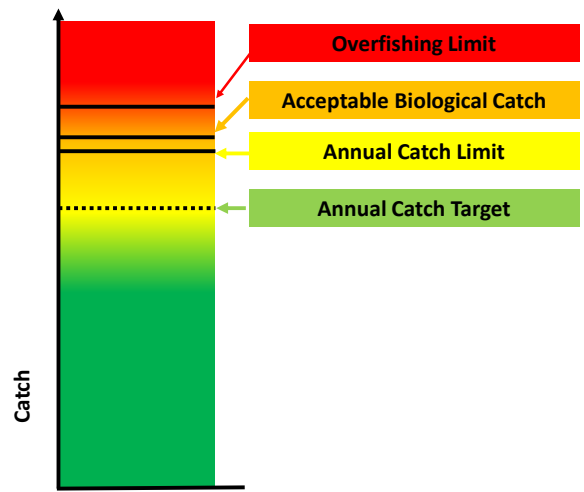 Overfishing Limit
Acceptable Biological Catch
Annual Catch Limit
Annual Catch Target
Catch